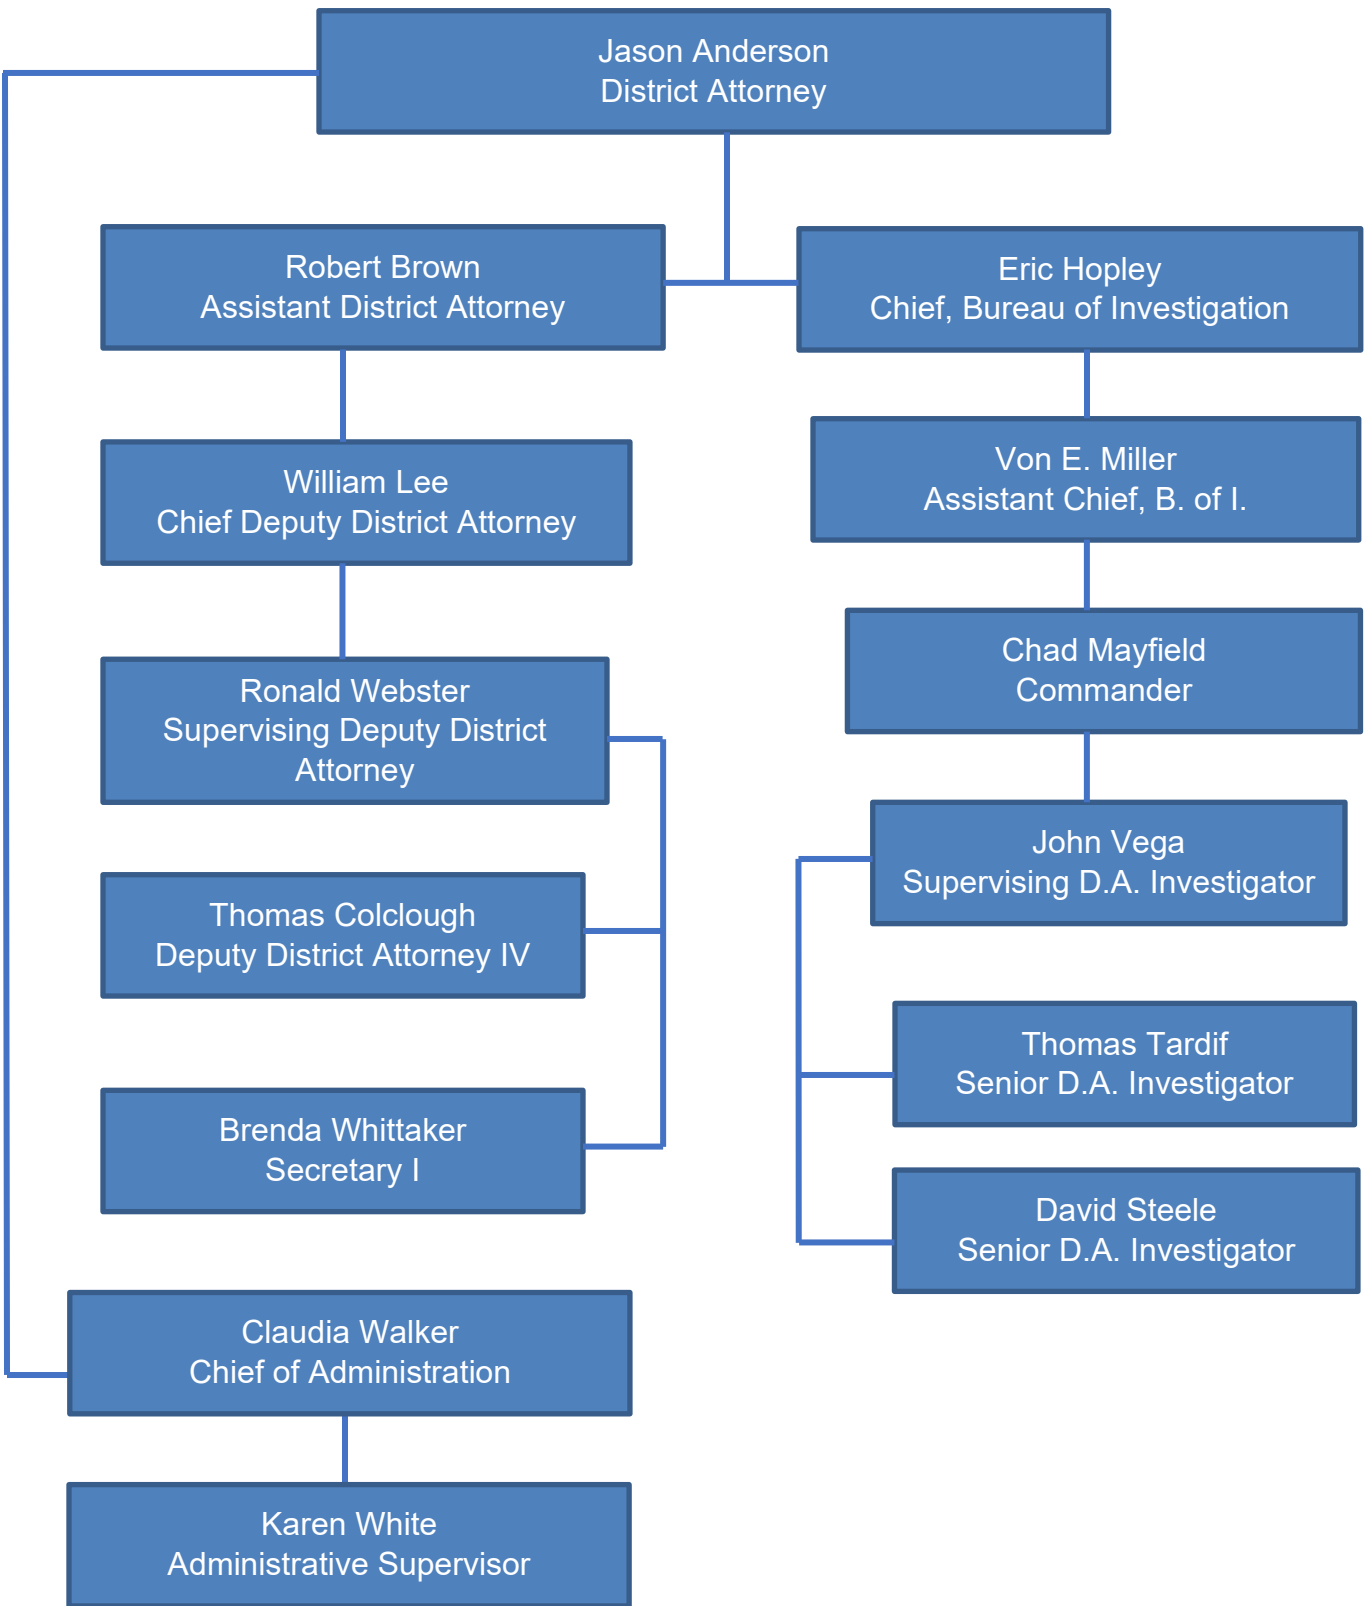 Jason Anderson
District Attorney
Robert Brown
Assistant District Attorney
Eric Hopley
Chief, Bureau of Investigation
William Lee
Chief Deputy District Attorney
Von E. Miller
Assistant Chief, B. of I.
Ronald Webster
Supervising Deputy District
Attorney
Chad Mayfield
Commander
Thomas Colclough
Deputy District Attorney IV
John Vega
Supervising D.A. Investigator
Brenda Whittaker
Secretary I
Thomas Tardif
Senior D.A. Investigator
David Steele
Senior D.A. Investigator
Claudia Walker
Chief of Administration
Karen White
Administrative Supervisor